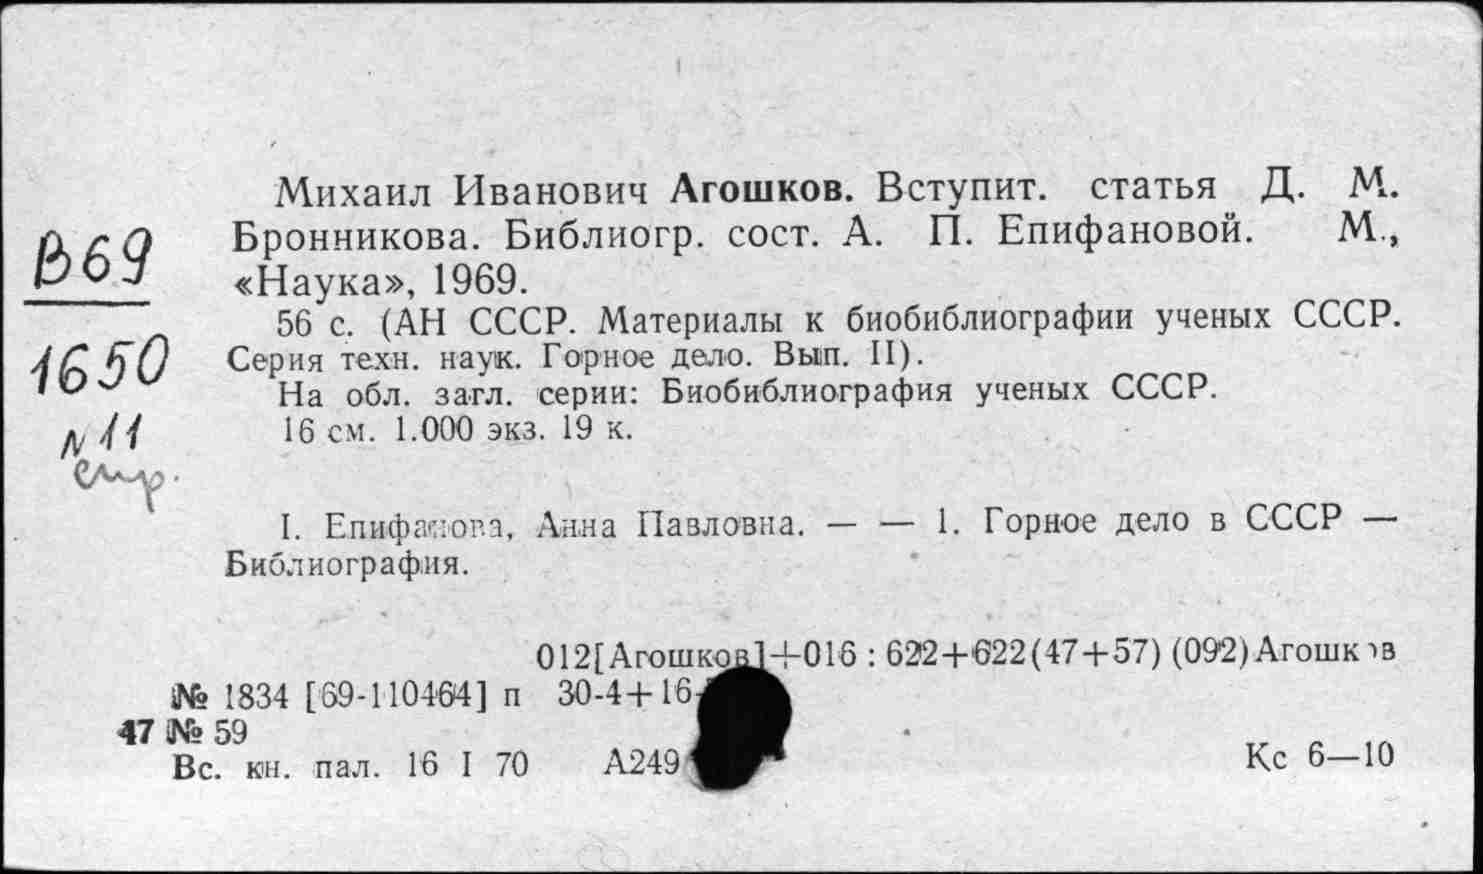 Михаил Иванович Агошков. Вступит. статья Д. М.
Бронникова. Библиогр. сост. А. П. Епифановой. М.,
«Наука», 1969.
56 с. (АН СССР. Материалы к биобиблиографии ученых СССР.
Серия техн. наук. Горное дело. Вып. II).
На обл. загл. серии: Биобиблиография ученых СССР.
16 см. 1.000 экз. 19 к.
В69
1650
N 11
I. Епифанова, Анна Павловна. — — 1. Горное дело в СССР —
Библиография.
012[Агошков]+016 : 622+622(47+57) (092) Агошков
№ 1834 [69-110464] п 30-4+16
47 № 59
Вс. кн. пал. 16 I 70 А249 Кс 6—10